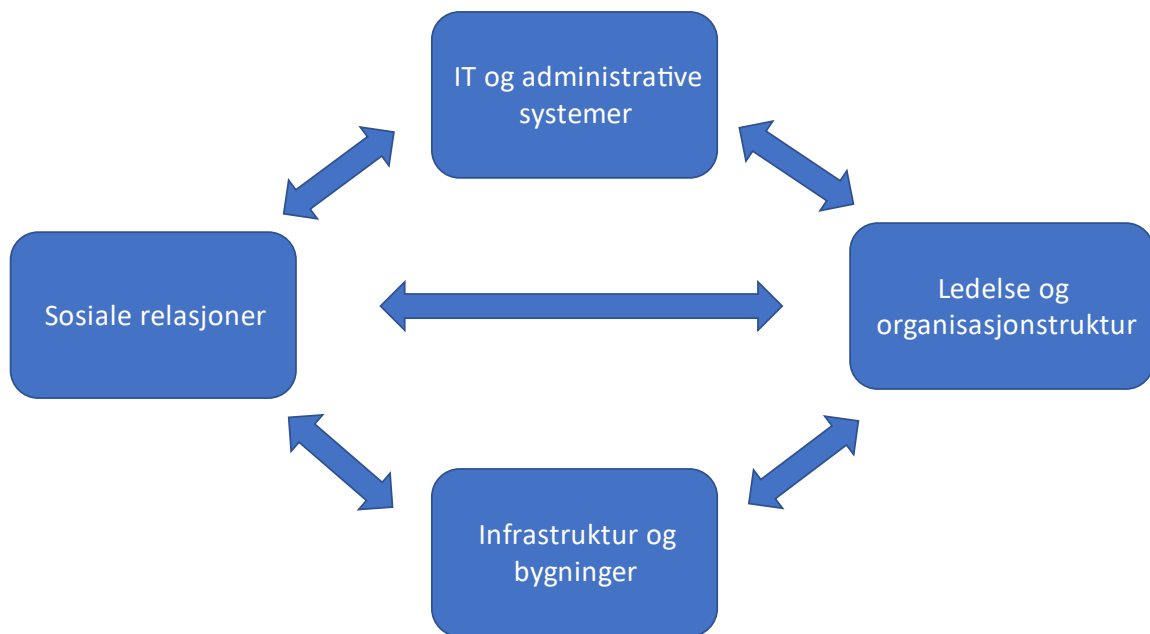 IT og administrative
systemer
Sosiale relasjoner
Ledelse og
organisasjonstruktur
Infrastruktur og
bygninger